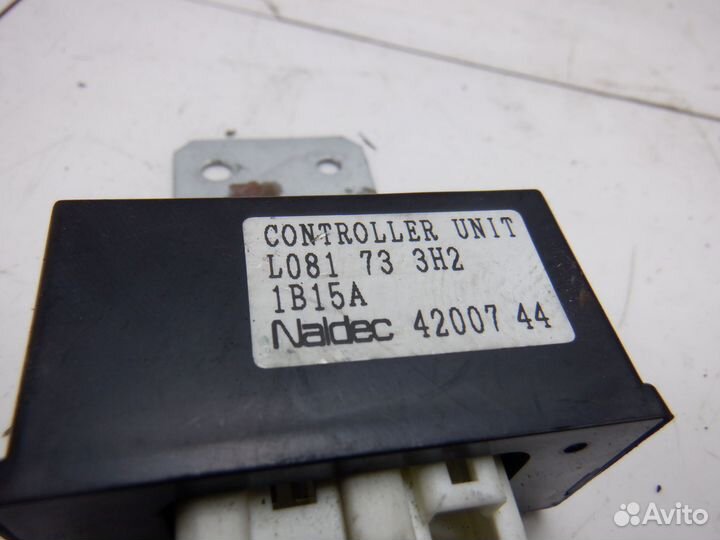 CONTROLLER UNIT
L081 73 3H2
1B15A
Naldec 42007 44
Avito